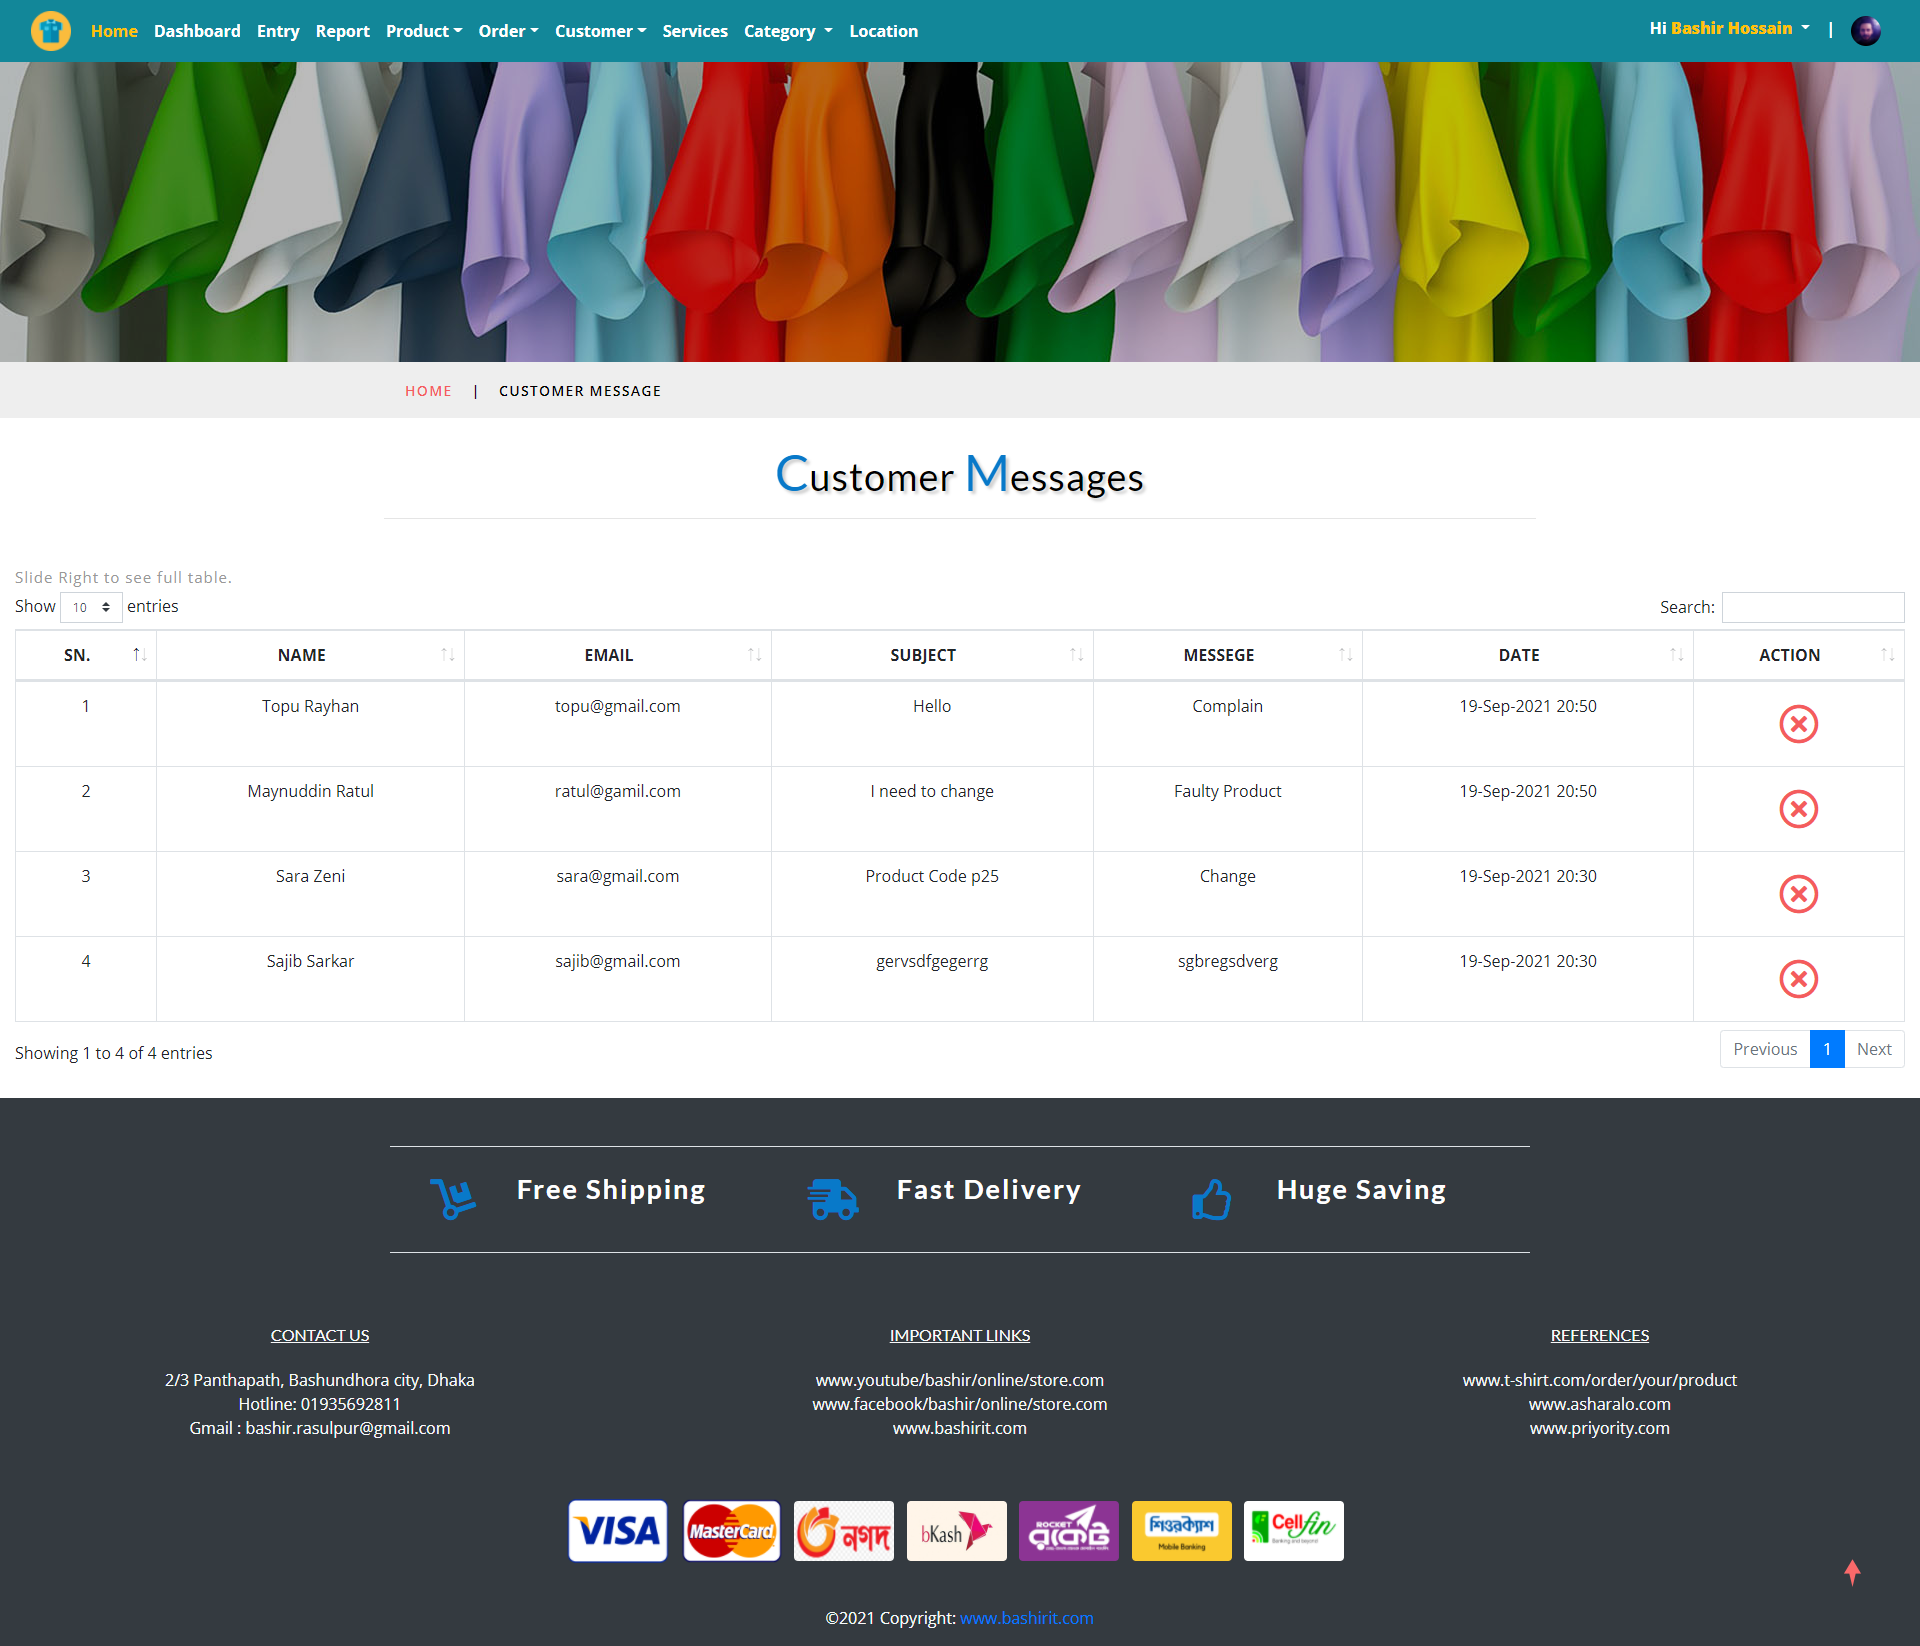 Home Dashboard Entry Report Product Order Customer Services Category Location Hi Bashir Hossain |
HOME | CUSTOMER MESSAGE
Customer Messages
Slide Right to see full table.
Show 10 entries Search:
SN. NAME EMAIL SUBJECT MESSEGE DATE ACTION
1 Topu Rayhan topu@gmail.com Hello Complain 19-Sep-2021 20:50
2 Maynuddin Ratul ratul@gamil.com I need to change Faulty Product 19-Sep-2021 20:50
3 Sara Zeni sara@gmail.com Product Code p25 Change 19-Sep-2021 20:30
4 Sajib Sarkar sajib@gmail.com gervsdfgegerrg sgbregsdverg 19-Sep-2021 20:30
Showing 1 to 4 of 4 entries Previous 1 Next
Free Shipping Fast Delivery Huge Saving
CONTACT US
2/3 Panthapath, Bashundhora city, Dhaka
Hotline: 01935692811
Gmail : bashir.rasulpur@gmail.com
IMPORTANT LINKS
www.youtube/bashir/online/store.com
www.facebook/bashir/online/store.com
www.bashirit.com
REFERENCES
www.t-shirt.com/order/your/product
www.asharalo.com
www.priyority.com
VISA
MasterCard
নগদ
bKash
ROCKET
রকেট
শিওরক্যাশ
Mobile Banking
Cellfin
Banking and beyond
©2021 Copyright: www.bashirit.com